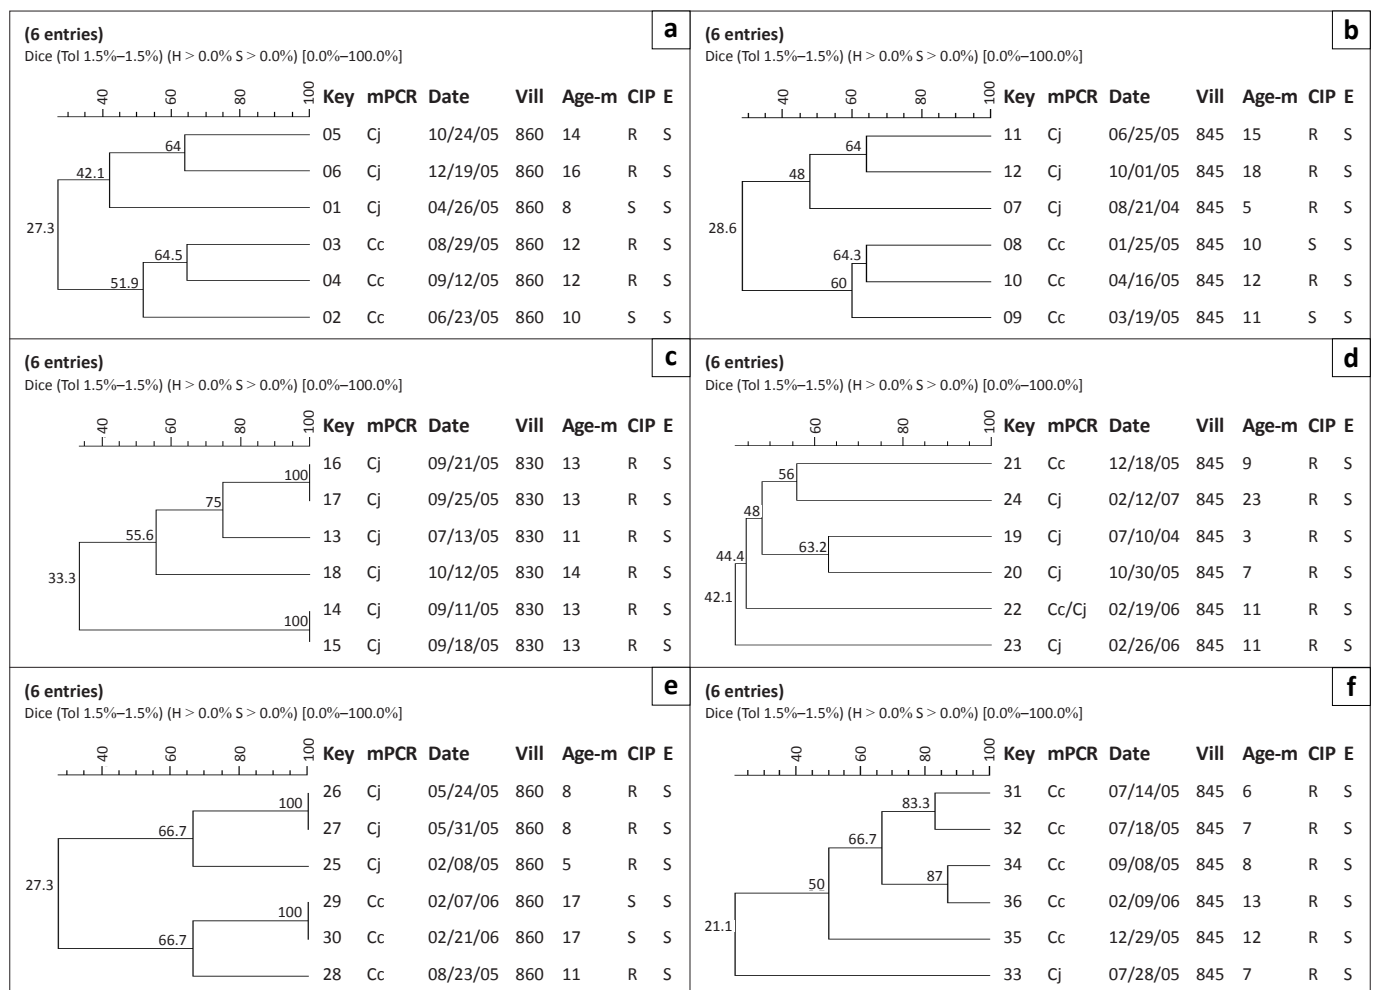 a
(6 entries)
Dice (Tol 1.5%–1.5%) (H > 0.0% S > 0.0%) [0.0%–100.0%]
40 60 80 100 Key mPCR Date Vill Age-m CIP E
05 Cj 10/24/05 860 14 R S
64
06 Cj 12/19/05 860 16 R S
42.1
01 Cj 04/26/05 860 8 S S
27.3
03 Cc 08/29/05 860 12 R S
64.5
04 Cc 09/12/05 860 12 R S
51.9
02 Cc 06/23/05 860 10 S S
b
(6 entries)
Dice (Tol 1.5%–1.5%) (H > 0.0% S > 0.0%) [0.0%–100.0%]
40 60 80 100 Key mPCR Date Vill Age-m CIP E
11 Cj 06/25/05 845 15 R S
64
12 Cj 10/01/05 845 18 R S
48
07 Cj 08/21/04 845 5 R S
28.6
08 Cc 01/25/05 845 10 S S
64.3
10 Cc 04/16/05 845 12 R S
60
09 Cc 03/19/05 845 11 S S
c
(6 entries)
Dice (Tol 1.5%–1.5%) (H > 0.0% S > 0.0%) [0.0%–100.0%]
40 60 80 100 Key mPCR Date Vill Age-m CIP E
16 Cj 09/21/05 830 13 R S
100
17 Cj 09/25/05 830 13 R S
75
13 Cj 07/13/05 830 11 R S
55.6
18 Cj 10/12/05 830 14 R S
33.3
14 Cj 09/11/05 830 13 R S
100
15 Cj 09/18/05 830 13 R S
d
(6 entries)
Dice (Tol 1.5%–1.5%) (H > 0.0% S > 0.0%) [0.0%–100.0%]
60 80 100 Key mPCR Date Vill Age-m CIP E
21 Cc 12/18/05 845 9 R S
56
24 Cj 02/12/07 845 23 R S
48
19 Cj 07/10/04 845 3 R S
63.2
44.4
20 Cj 10/30/05 845 7 R S
42.1
22 Cc/Cj 02/19/06 845 11 R S
23 Cj 02/26/06 845 11 R S
e
(6 entries)
Dice (Tol 1.5%–1.5%) (H > 0.0% S > 0.0%) [0.0%–100.0%]
40 60 80 100 Key mPCR Date Vill Age-m CIP E
26 Cj 05/24/05 860 8 R S
100
27 Cj 05/31/05 860 8 R S
66.7
25 Cj 02/08/05 860 5 R S
27.3
29 Cc 02/07/06 860 17 S S
100
30 Cc 02/21/06 860 17 S S
66.7
28 Cc 08/23/05 860 11 R S
f
(6 entries)
Dice (Tol 1.5%–1.5%) (H > 0.0% S > 0.0%) [0.0%–100.0%]
40 60 80 100 Key mPCR Date Vill Age-m CIP E
31 Cc 07/14/05 845 6 R S
83.3
32 Cc 07/18/05 845 7 R S
66.7
34 Cc 09/08/05 845 8 R S
87
50
36 Cc 02/09/06 845 13 R S
21.1
35 Cc 12/29/05 845 12 R S
33 Cj 07/28/05 845 7 R S